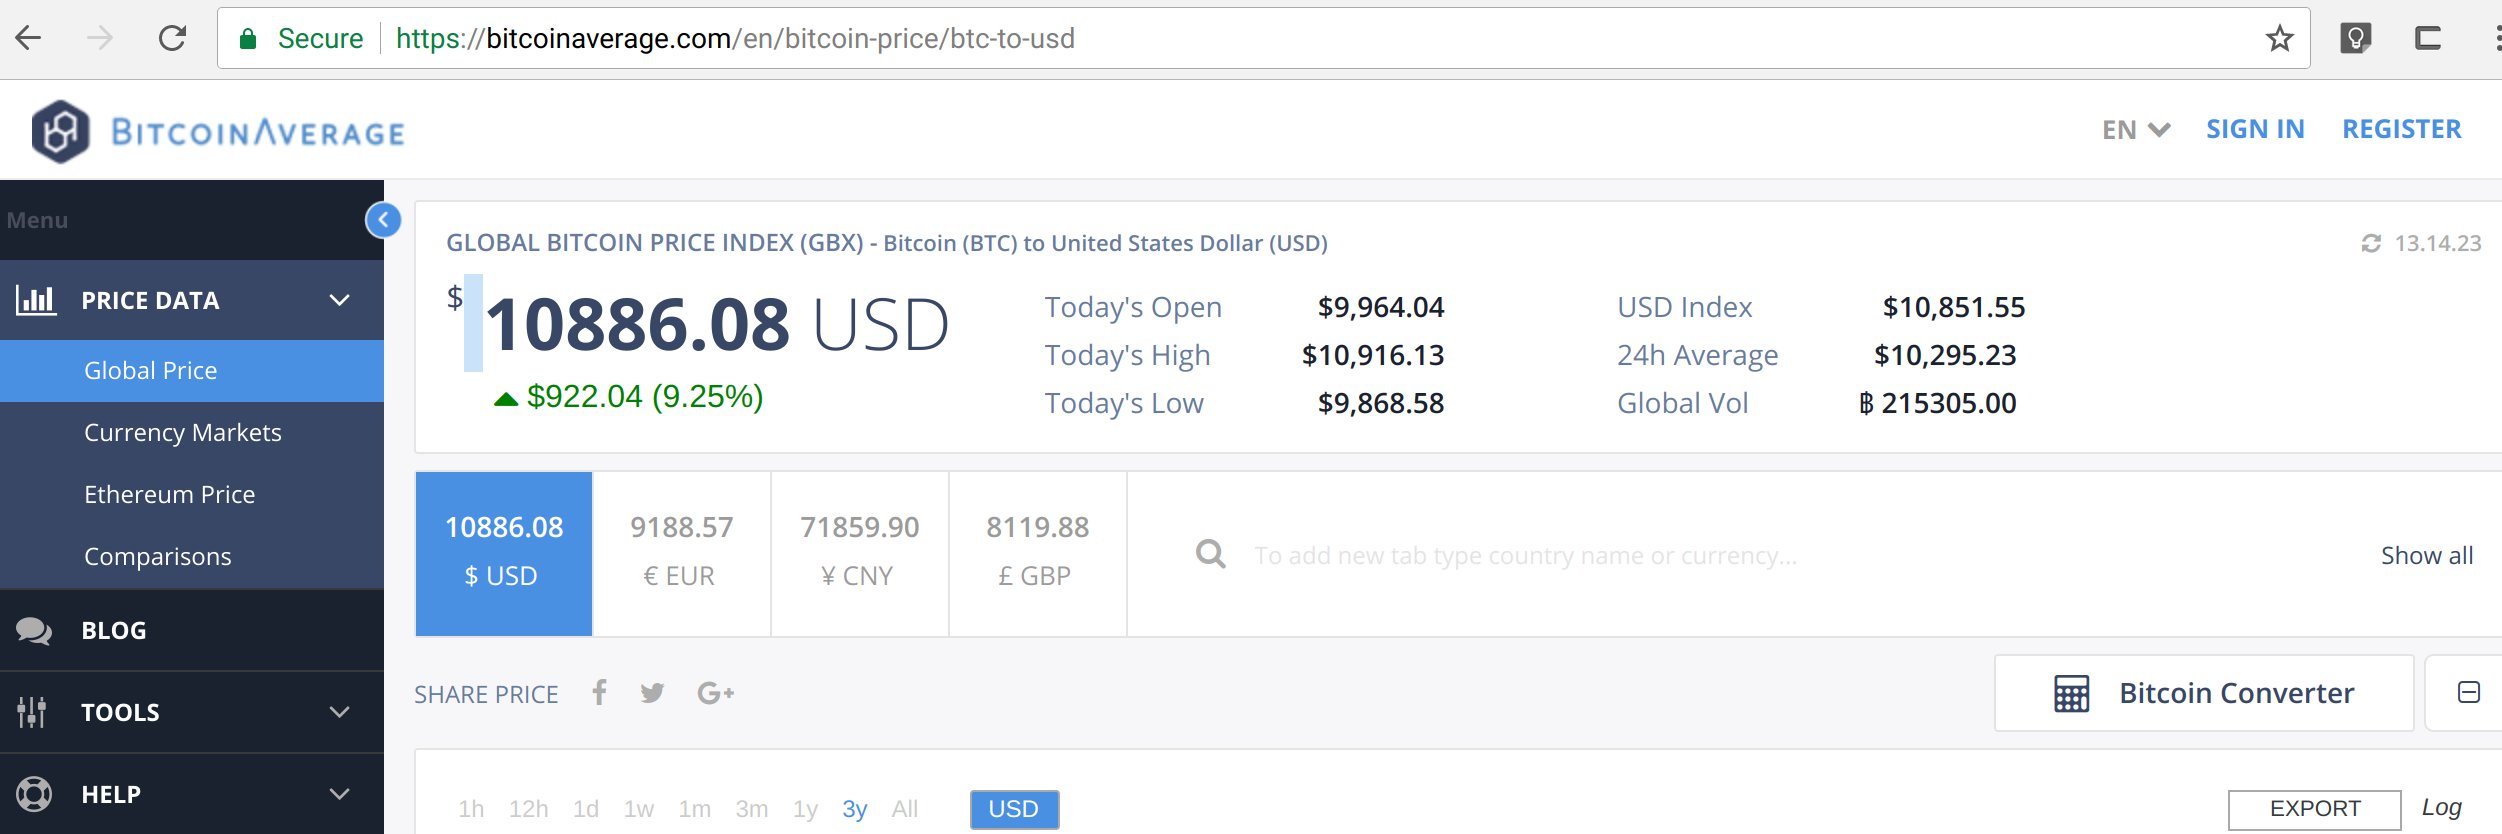 Secure https://bitcoinaverage.com/en/bitcoin-price/btc-to-usd
BITCOINAVERAGE
EN SIGN IN REGISTER
Menu
PRICE DATA
Global Price
Currency Markets
Ethereum Price
Comparisons
BLOG
TOOLS
HELP
GLOBAL BITCOIN PRICE INDEX (GBX) - Bitcoin (BTC) to United States Dollar (USD)
13.14.23
$10886.08 USD
$922.04 (9.25%)
Today's Open $9,964.04
Today's High $10,916.13
Today's Low $9,868.58
USD Index $10,851.55
24h Average $10,295.23
Global Vol ฿ 215305.00
10886.08
$ USD
9188.57
€ EUR
71859.90
¥ CNY
8119.88
£ GBP
To add new tab type country name or currency...
Show all
SHARE PRICE
G+
Bitcoin Converter
1h 12h 1d 1w 1m 3m 1y 3y All USD
EXPORT Log